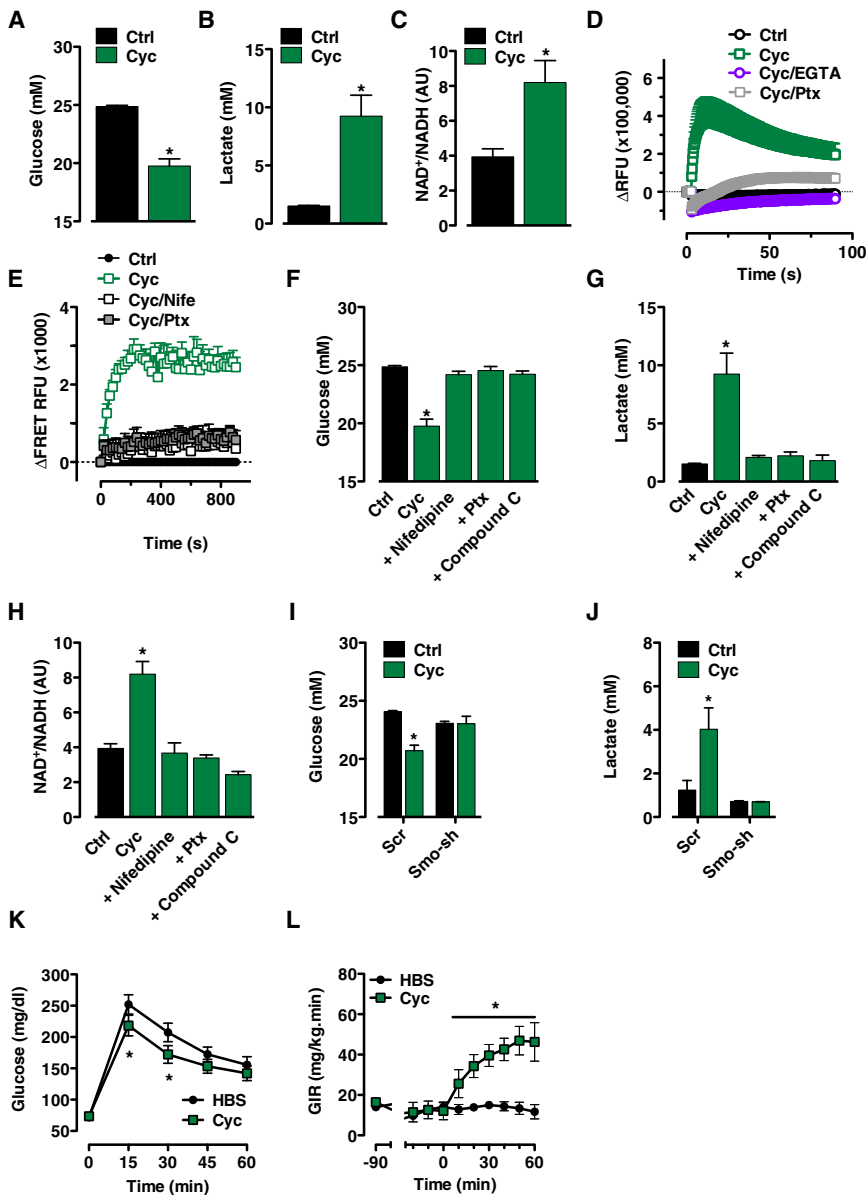 A
Ctrl
Cyc
Glucose (mM)
30
25
20
15
*
B
Ctrl
Cyc
Lactate (mM)
15
10
5
0
*
C
Ctrl
Cyc
NAD+/NADH (AU)
10
8
6
4
2
0
*
D
Ctrl
Cyc
Cyc/EGTA
Cyc/Ptx
ΔRFU (x100,000)
6
4
2
0
0
50
100
Time (s)
E
Ctrl
Cyc
Cyc/Nife
Cyc/Ptx
ΔFRET RFU (x1000)
4
2
0
0
400
800
Time (s)
F
Glucose (mM)
30
25
20
15
*
Ctrl
Cyc
+ Nifedipine
+ Ptx
+ Compound C
G
Lactate (mM)
15
10
5
0
*
Ctrl
Cyc
+ Nifedipine
+ Ptx
+ Compound C
H
NAD+/NADH (AU)
10
8
6
4
2
0
*
Ctrl
Cyc
+ Nifedipine
+ Ptx
+ Compound C
I
Ctrl
Cyc
Glucose (mM)
30
25
20
15
*
Scr
Smo-sh
J
Ctrl
Cyc
Lactate (mM)
8
6
4
2
0
*
Scr
Smo-sh
K
Glucose (mg/dl)
300
250
200
150
100
50
*
*
HBS
Cyc
0
15
30
45
60
Time (min)
L
HBS
Cyc
GIR (mg/kg.min)
80
60
40
20
0
*
-90
0
30
60
Time (min)